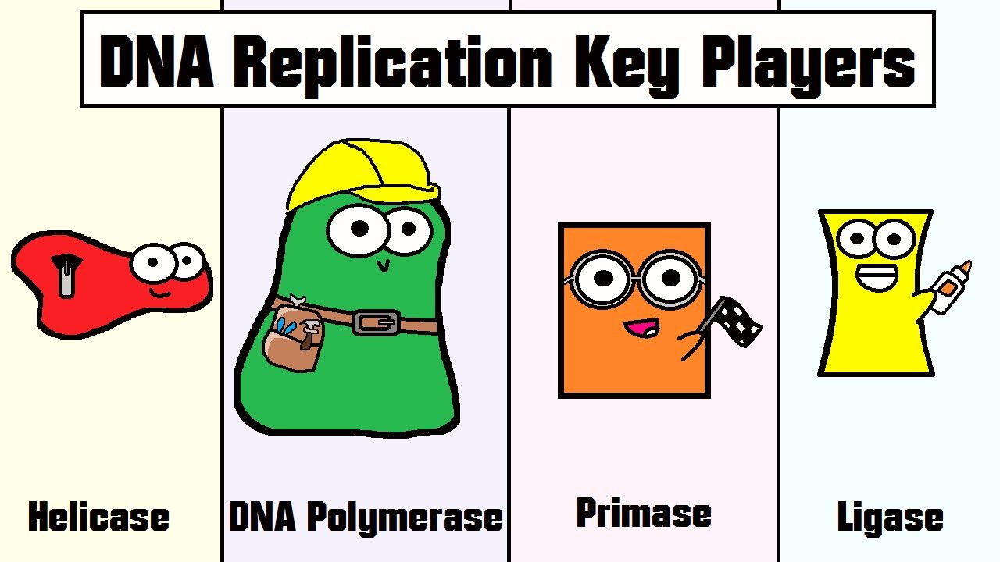 DNA Replication Key Players
Helicase
DNA Polymerase
Primase
Ligase